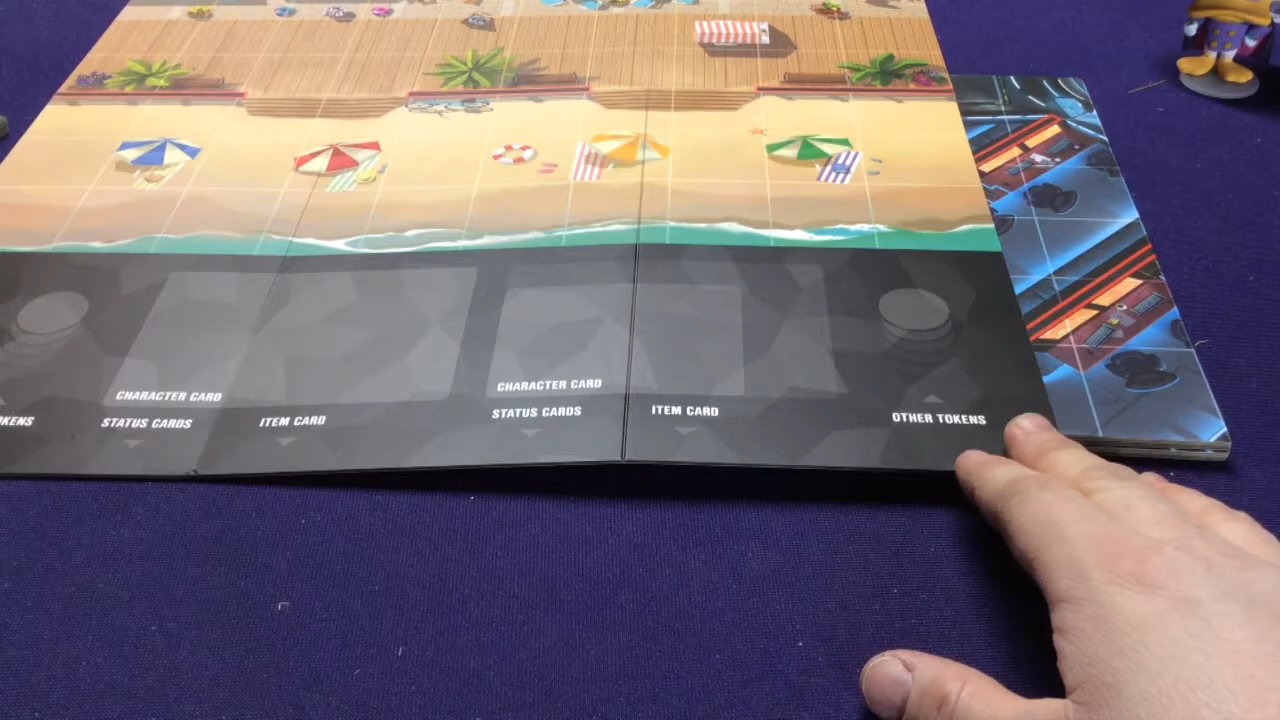 CHARACTER CARD
CHARACTER CARD
STATUS CARDS
ITEM CARD
STATUS CARDS
ITEM CARD
OTHER TOKENS